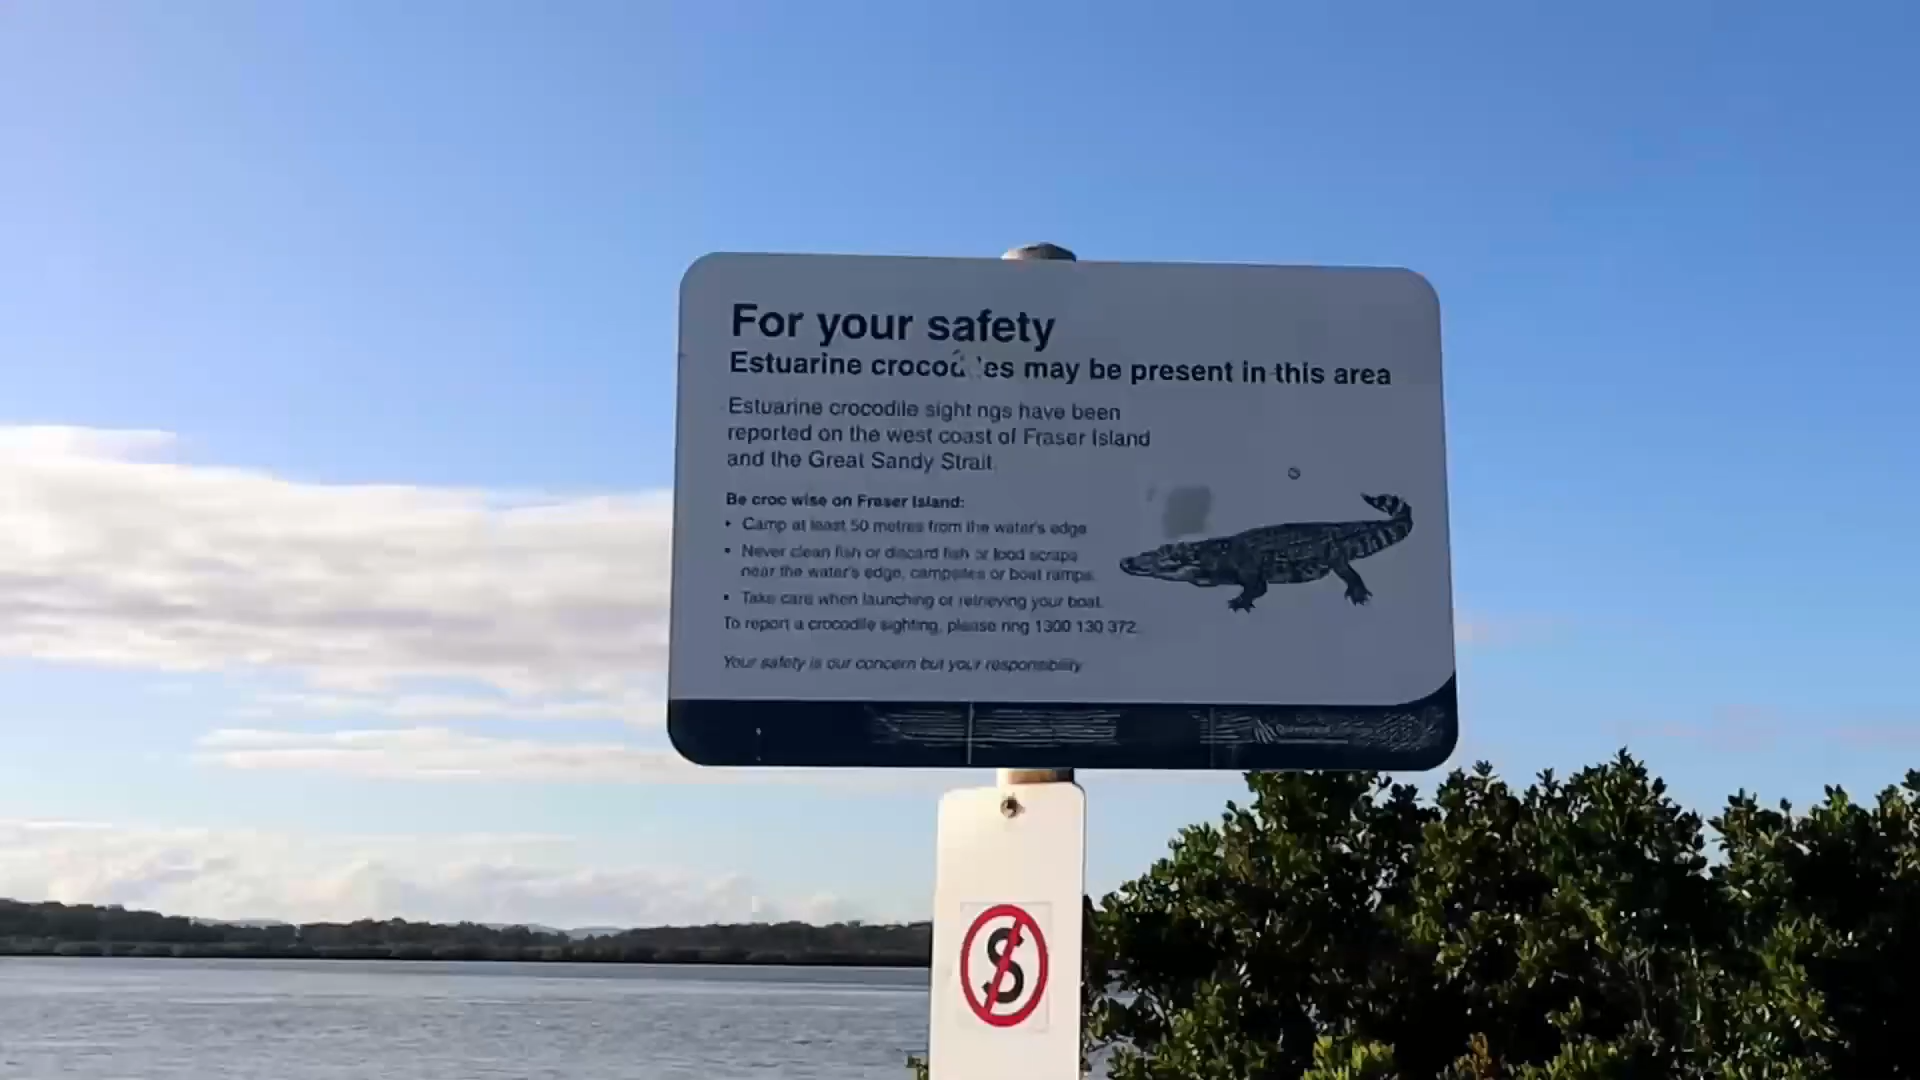 For your safety
Estuarine crocod les may be present in this area
Estuarine crocodile sight ngs have been
reported on the west coast of Fraser Island
and the Great Sandy Strait.
Be croc wise on Fraser Island:
• Camp at least 50 metres from the water's edge
• Never clean fish or discard fish or food scraps
near the water's edge, campsites or boat ramps.
• Take care when launching or retrieving your boat.
To report a crocodile sighting, please ring 1300 130 372.
Your safety is our concern but your responsibility
Queensland
S